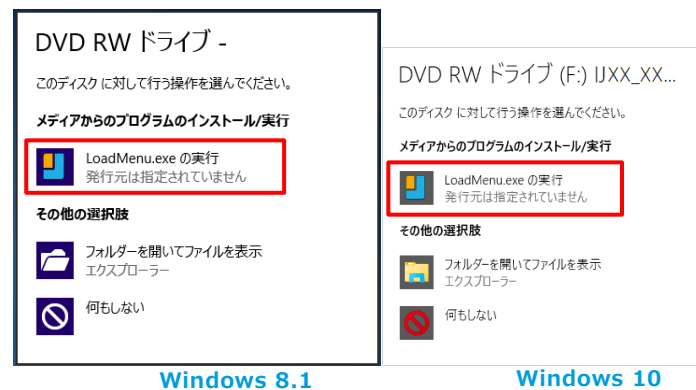 DVD RW ドライブ -
このディスク に対して行う操作を選んでください。
メディアからのプログラムのインストール/実行
LoadMenu.exe の実行
発行元は指定されていません
その他の選択肢
フォルダーを開いてファイルを表示
エクスプローラー
何もしない
Windows 8.1
DVD RW ドライブ (F:) IJXX_XX...
このディスク に対して行う操作を選んでください。
メディアからのプログラムのインストール/実行
LoadMenu.exe の実行
発行元は指定されていません
その他の選択肢
フォルダーを開いてファイルを表示
エクスプローラー
何もしない
Windows 10